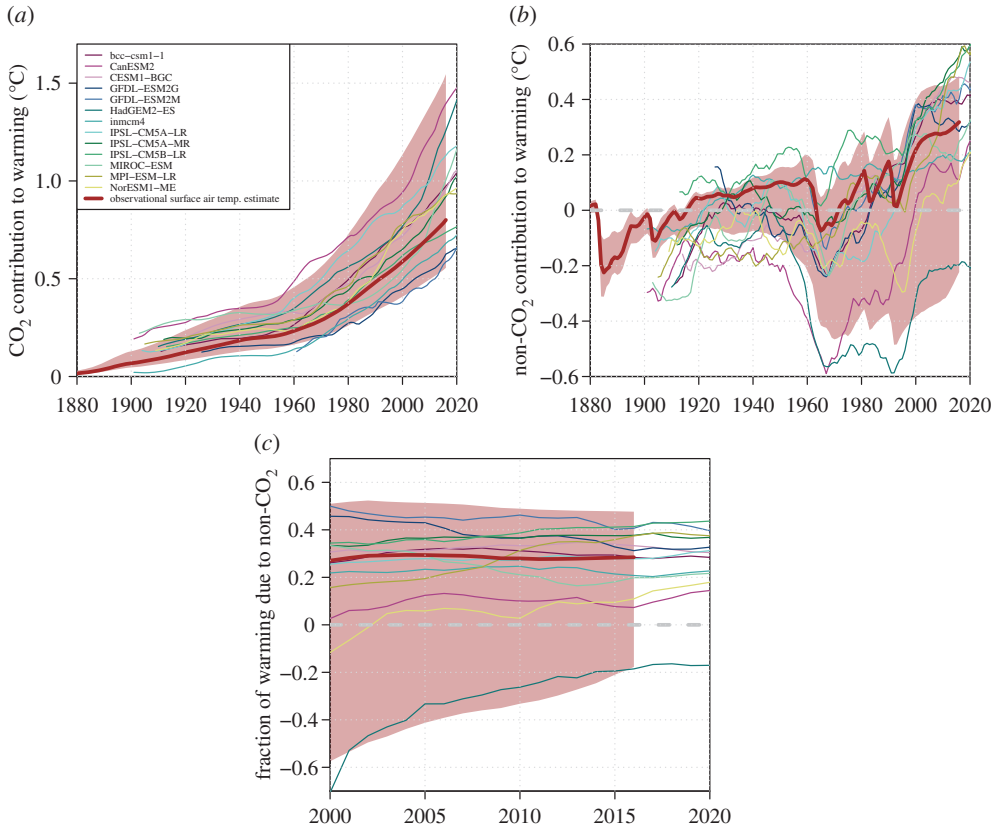 (a)
CO2 contribution to warming (°C)
1.5
1.0
0.5
0
1880 1900 1920 1940 1960 1980 2000 2020
bcc-csm1-1
CanESM2
CESM1-BGC
GFDL-ESM2G
GFDL-ESM2M
HadGEM2-ES
inmcm4
IPSL-CM5A-LR
IPSL-CM5A-MR
IPSL-CM5B-LR
MIROC-ESM
MPI-ESM-LR
NorESM1-ME
observational surface air temp. estimate
(b)
non-CO2 contribution to warming (°C)
0.6
0.4
0.2
0
−0.2
−0.4
−0.6
1880 1900 1920 1940 1960 1980 2000 2020
(c)
fraction of warming due to non-CO2
0.6
0.4
0.2
0
−0.2
−0.4
−0.6
2000 2005 2010 2015 2020